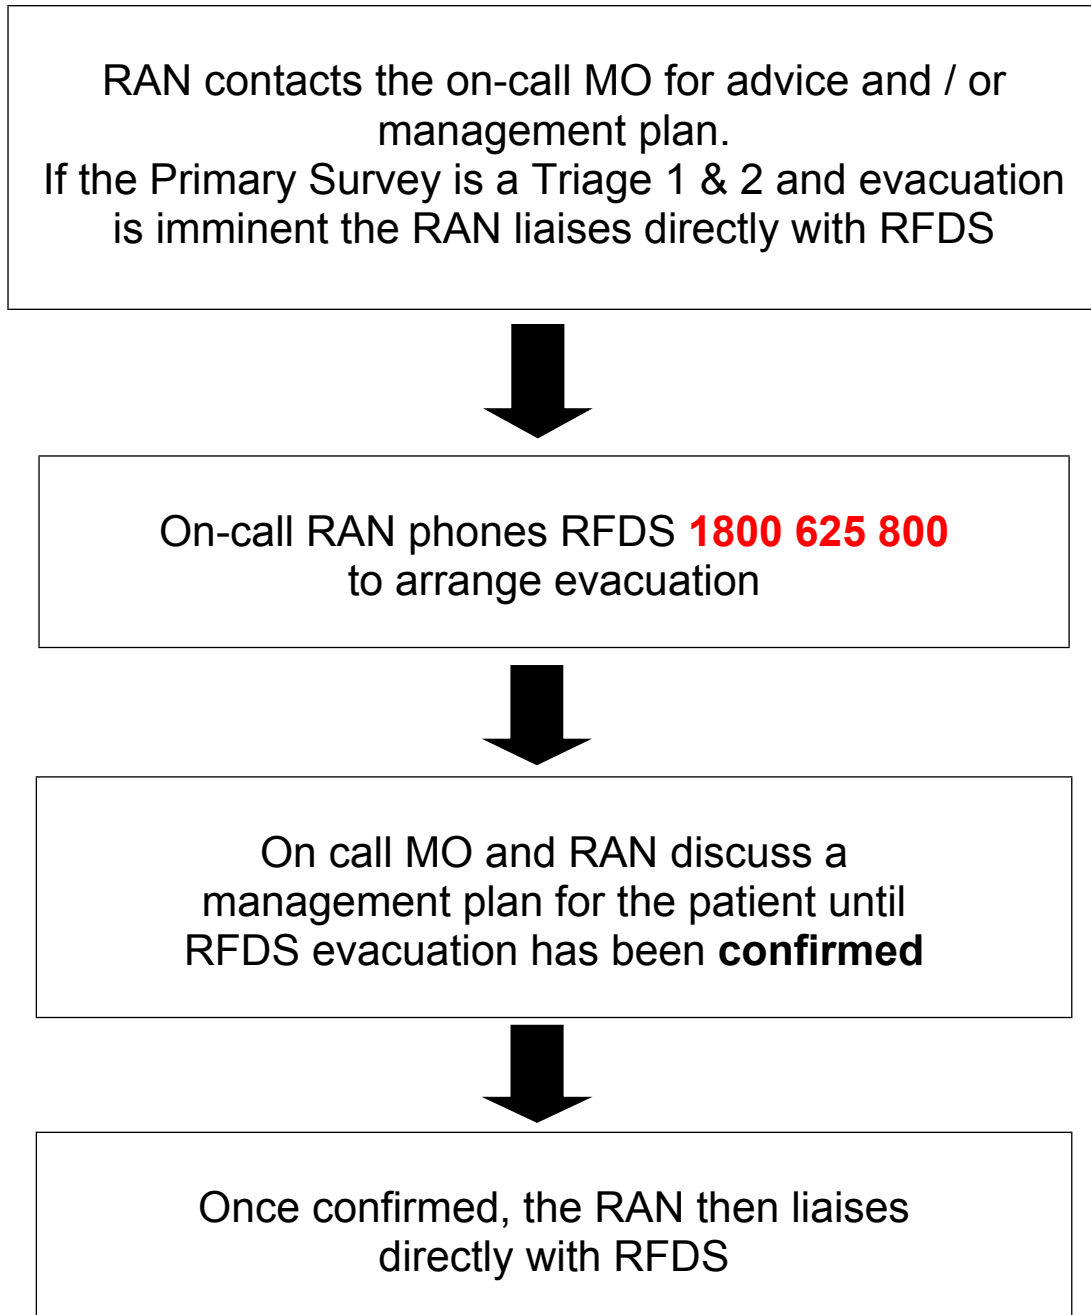 RAN contacts the on-call MO for advice and / or
management plan.
If the Primary Survey is a Triage 1 & 2 and evacuation
is imminent the RAN liaises directly with RFDS
On-call RAN phones RFDS 1800 625 800
to arrange evacuation
On call MO and RAN discuss a
management plan for the patient until
RFDS evacuation has been confirmed
Once confirmed, the RAN then liaises
directly with RFDS